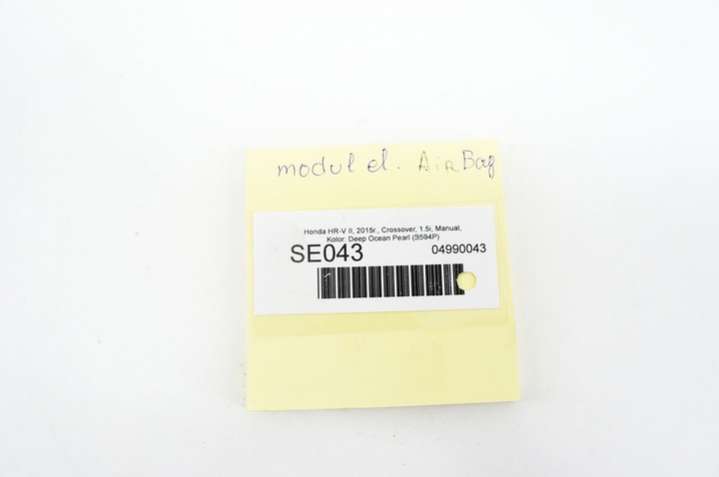 modul el. AirBag
Honda HR-V II, 2015r., Crossover, 1.5i, Manual,
Kolor: Deep Ocean Pearl (B594P)
SE043 04990043